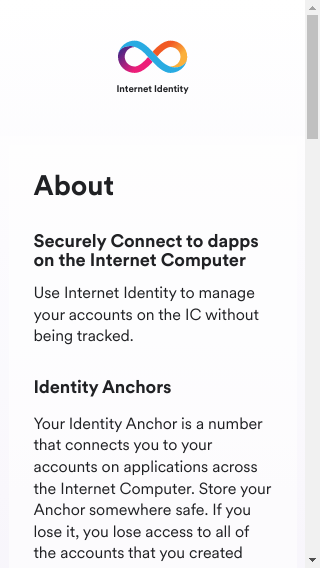 Internet Identity
About
Securely Connect to dapps
on the Internet Computer
Use Internet Identity to manage
your accounts on the IC without
being tracked.
Identity Anchors
Your Identity Anchor is a number
that connects you to your
accounts on applications across
the Internet Computer. Store your
Anchor somewhere safe. If you
lose it, you lose access to all of
the accounts that you created